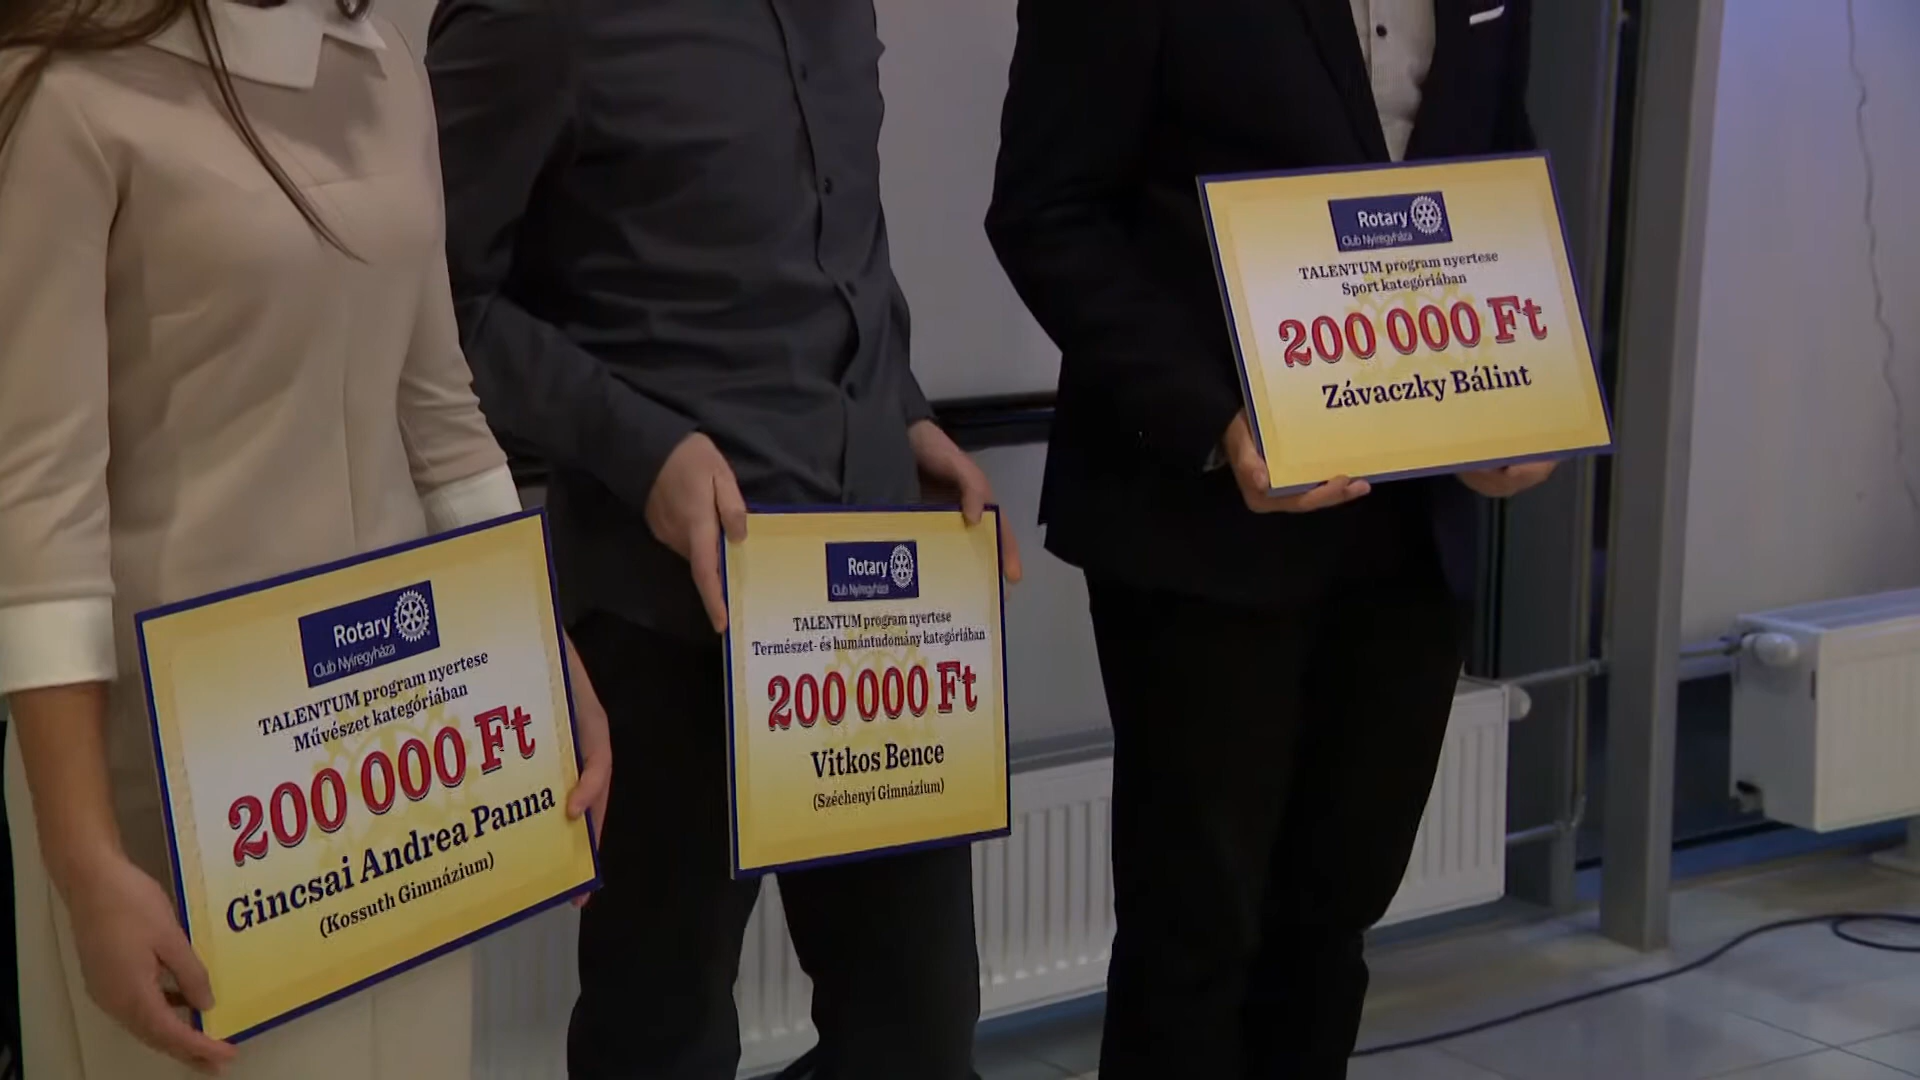 Rotary
Club Nyíregyháza
TALENTUM program nyertese
Művészet kategóriában
200 000 Ft
Gincsai Andrea Panna
(Kossuth Gimnázium)
Rotary
Club Nyíregyháza
TALENTUM program nyertese
Természet- és humántudomány kategóriában
200 000 Ft
Vitkos Bence
(Széchenyi Gimnázium)
Rotary
Club Nyíregyháza
TALENTUM program nyertese
Sport kategóriában
200 000 Ft
Závaczky Bálint